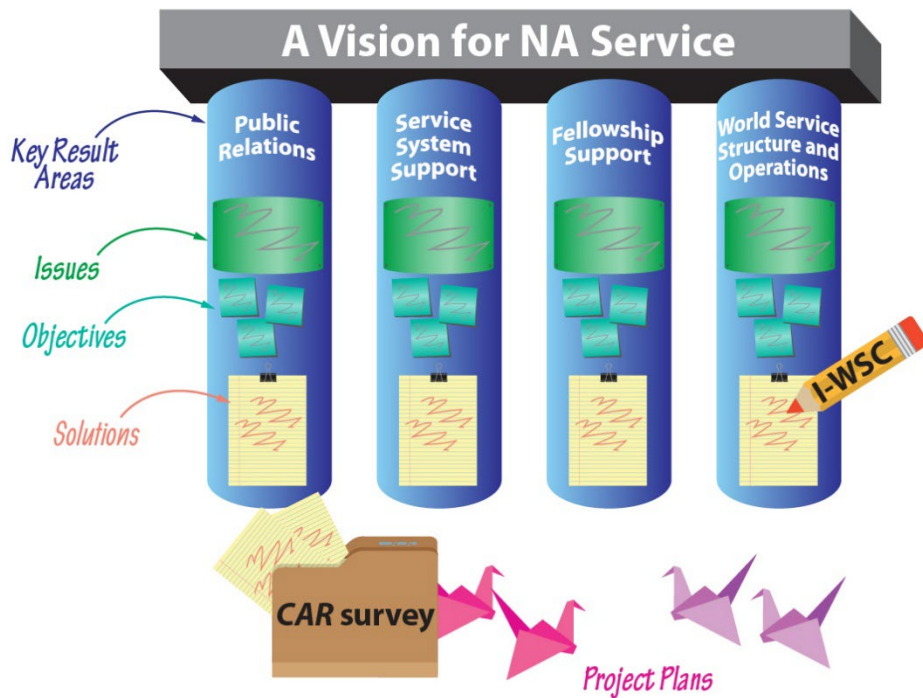 A Vision for NA Service
Key Result
Areas
Public
Relations
Service
System
Support
Fellowship
Support
World Service
Structure and
Operations
Issues
Objectives
Solutions
I-WSC
CAR survey
Project Plans